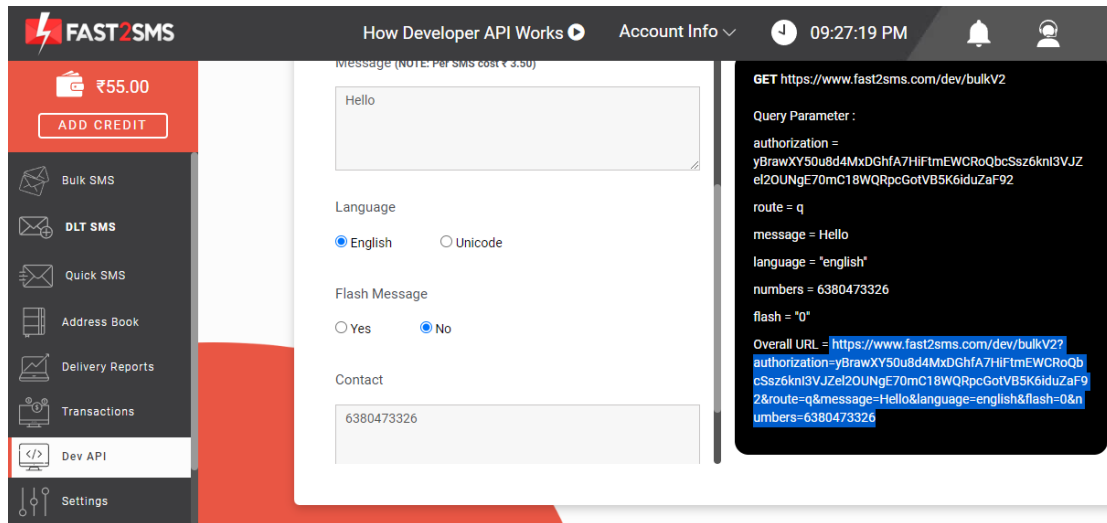 FAST2SMS
How Developer API Works
Account Info
09:27:19 PM
₹55.00
ADD CREDIT
Bulk SMS
DLT SMS
Quick SMS
Address Book
Delivery Reports
Transactions
Dev API
Settings
Message (NOTE: Per SMS cost ₹ 3.50)
Hello
Language
English
Unicode
Flash Message
Yes
No
Contact
6380473326
GET https://www.fast2sms.com/dev/bulkV2
Query Parameter :
authorization =
yBrawXY50u8d4MxDGhfA7HiFtmEWCRoQbcSsz6knI3VJZ
el2OUNgE70mC18WQRpcGotVB5K6iduZaF92
route = q
message = Hello
language = "english"
numbers = 6380473326
flash = "0"
Overall URL = https://www.fast2sms.com/dev/bulkV2?
authorization=yBrawXY50u8d4MxDGhfA7HiFtmEWCRoQb
cSsz6knI3VJZel2OUNgE70mC18WQRpcGotVB5K6iduZaF9
2&route=q&message=Hello&language=english&flash=0&n
umbers=6380473326